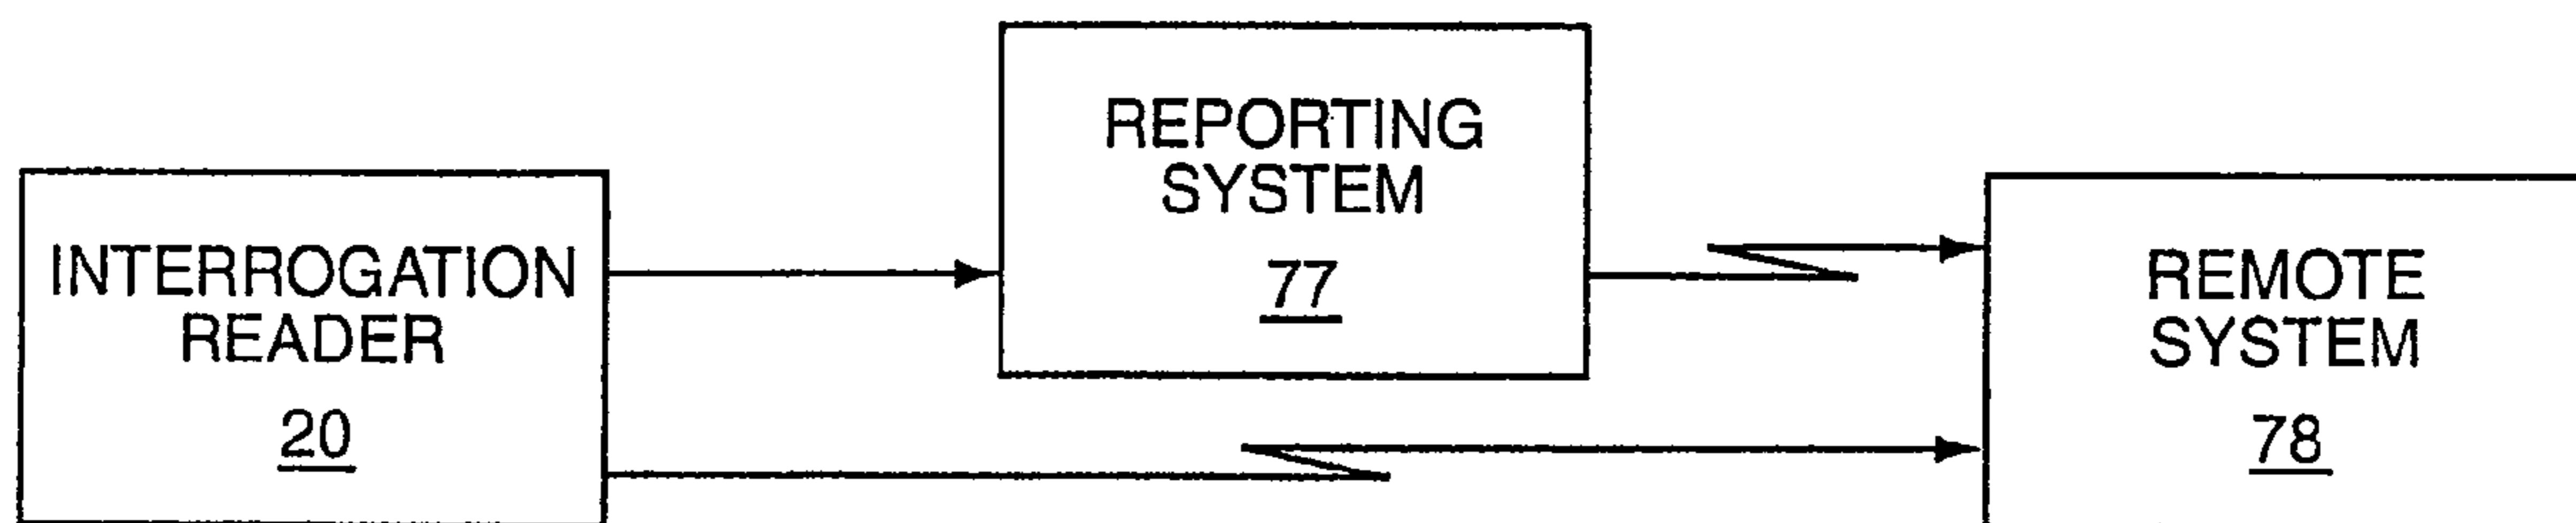 REPORTING
SYSTEM
77
INTERROGATION
READER
20
REMOTE
SYSTEM
78